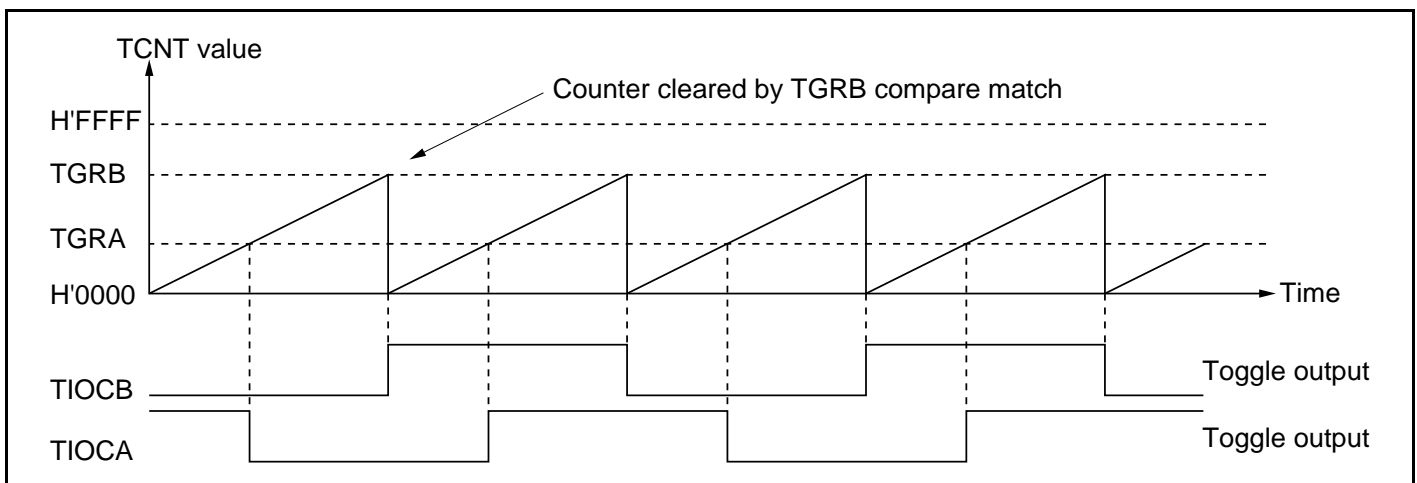 TCNT value
Counter cleared by TGRB compare match
H'FFFF
TGRB
TGRA
H'0000
Time
TIOCB
Toggle output
TIOCA
Toggle output